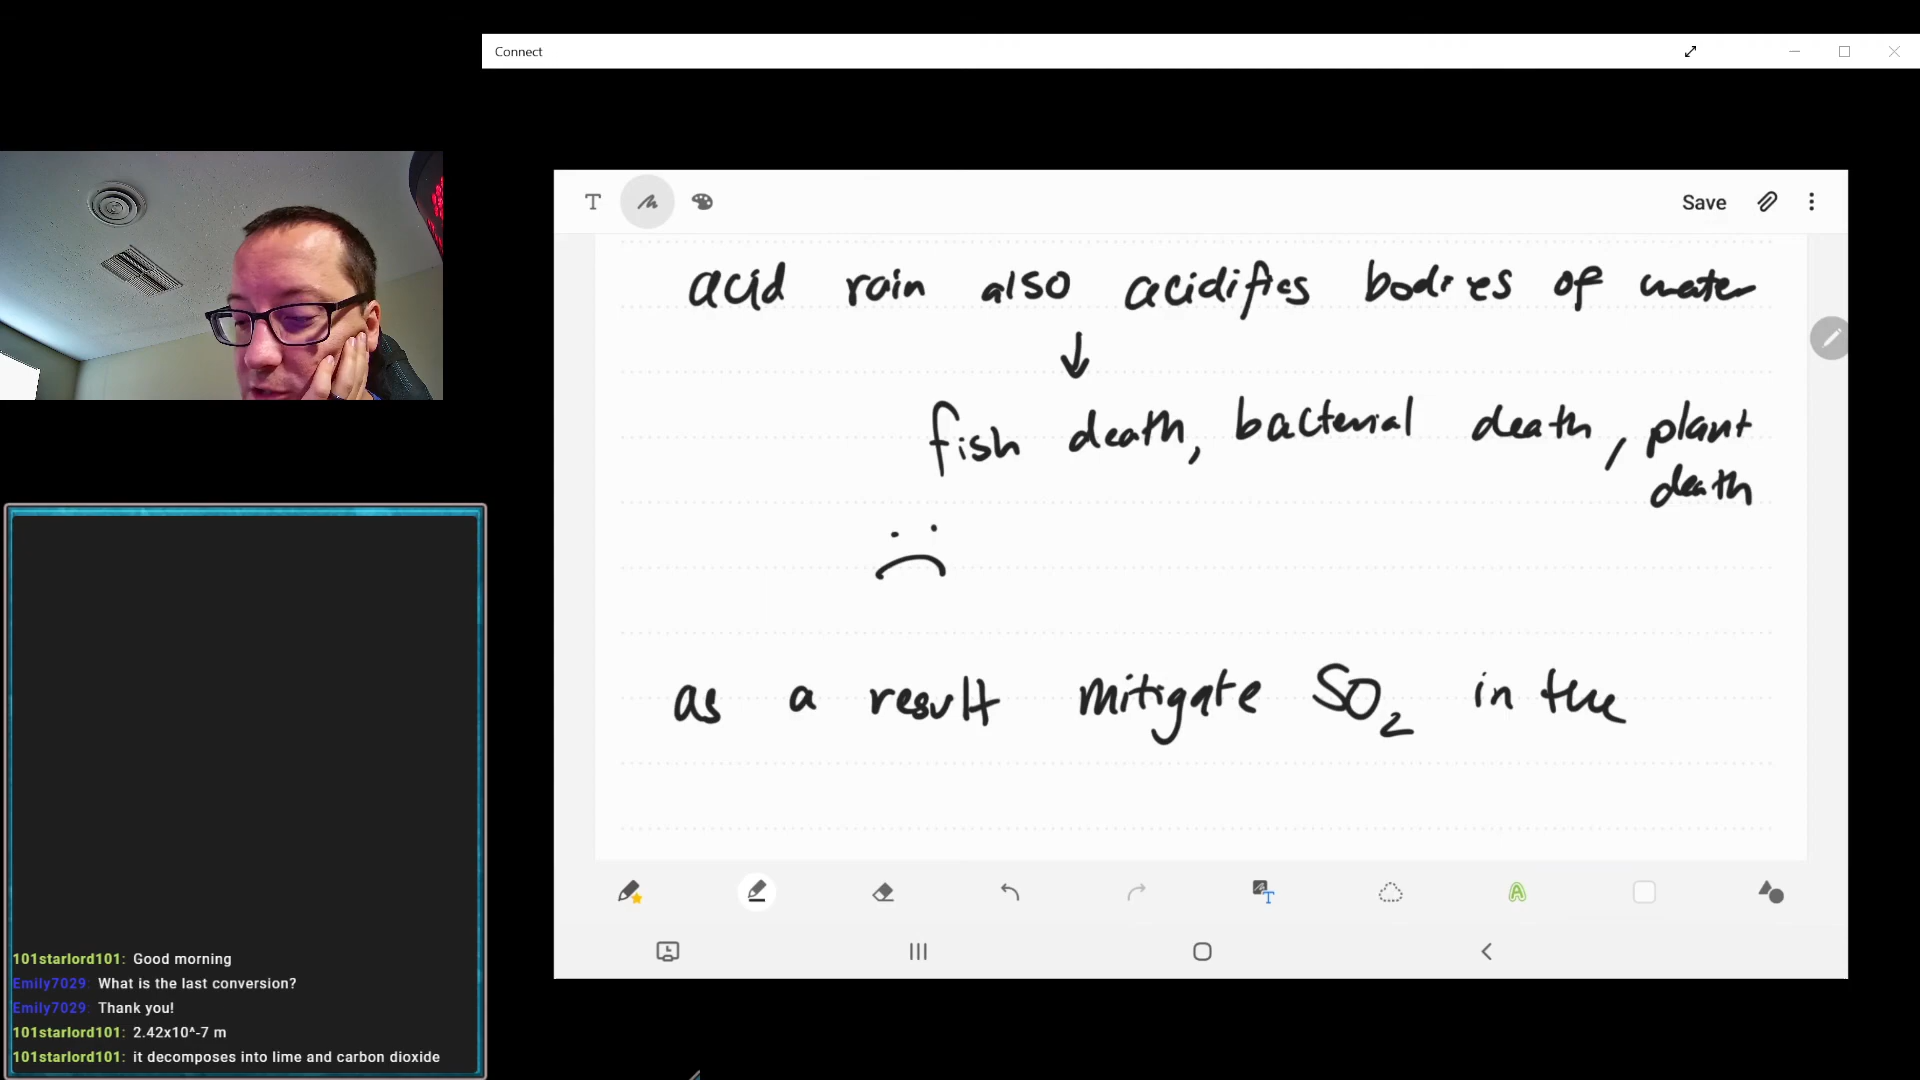 Connect
T
Save
acid rain also acidifies bodies of water
fish death, bacterial death, plant
death
as a result mitigate SO2 in the
T
A
101starlord101: Good morning
Emily7029: What is the last conversion?
Emily7029: Thank you!
101starlord101: 2.42x10^-7 m
101starlord101: it decomposes into lime and carbon dioxide